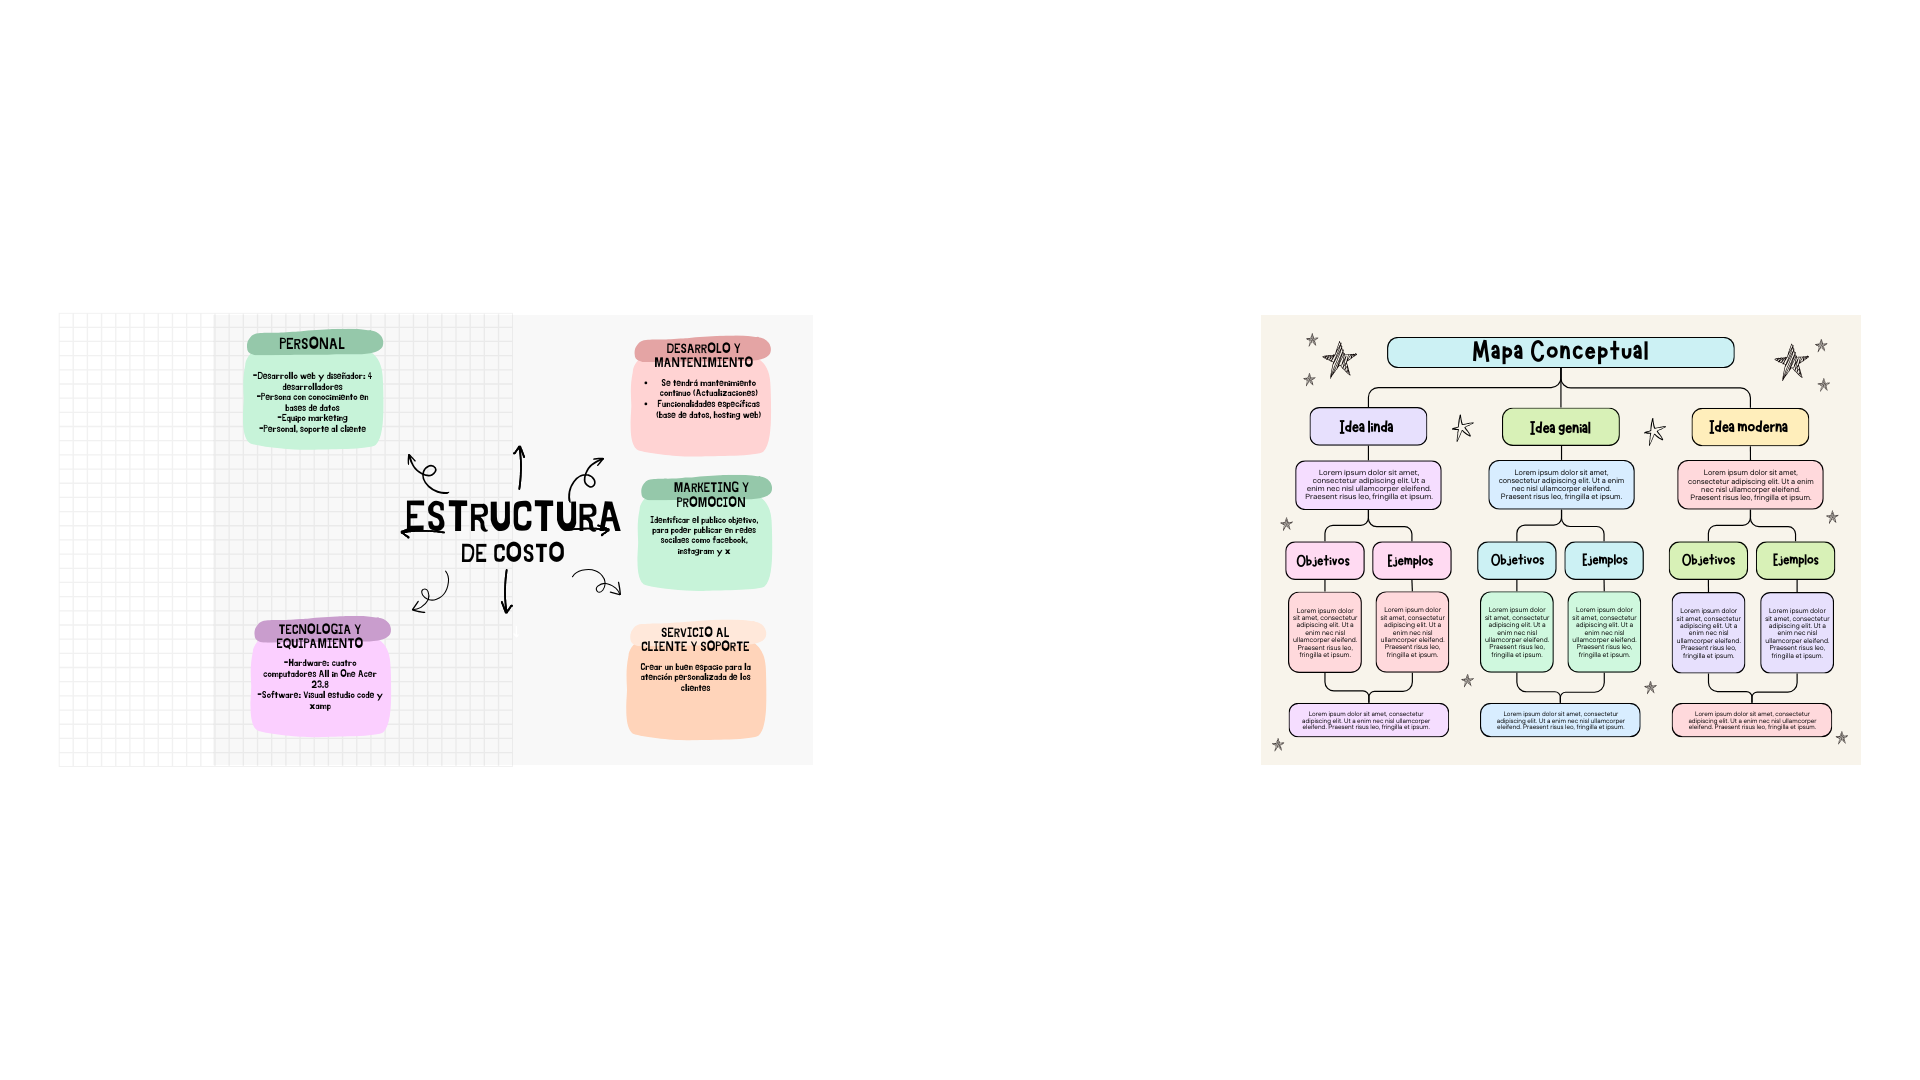 PERSONAL
-Desarrollo web y diseñador: 4
desarrolladores
-Persona con conocimiento en
bases de datos
-Equipo marketing
-Personal, soporte al cliente
DESARROLO Y
MANTENIMIENTO
• Se tendrá mantenimiento
continuo (Actualizaciones)
• Funcionalidades específicas
(base de datos, hosting web)
ESTRUCTURA
DE COSTO
MARKETING Y
PROMOCION
Identificar el publico objetivo,
para poder publicar en redes
socilaes como facebook,
instagram y x
TECNOLOGIA Y
EQUIPAMIENTO
-Hardware: cuatro
computadores All in One Acer
23.8
-Software: Visual estudio code y
xamp
SERVICIO AL
CLIENTE Y SOPORTE
Crear un buen espacio para la
atención personalizada de los
clientes
Mapa Conceptual
Idea linda
Idea genial
Idea moderna
Lorem ipsum dolor sit amet,
consectetur adipiscing elit. Ut a
enim nec nisl ullamcorper eleifend.
Praesent risus leo, fringilla et ipsum.
Lorem ipsum dolor sit amet,
consectetur adipiscing elit. Ut a enim
nec nisl ullamcorper eleifend.
Praesent risus leo, fringilla et ipsum.
Lorem ipsum dolor sit amet,
consectetur adipiscing elit. Ut a enim
nec nisl ullamcorper eleifend.
Praesent risus leo, fringilla et ipsum.
Objetivos
Ejemplos
Objetivos
Ejemplos
Objetivos
Ejemplos
Lorem ipsum dolor
sit amet, consectetur
adipiscing elit. Ut a
enim nec nisl
ullamcorper eleifend.
Praesent risus leo,
fringilla et ipsum.
Lorem ipsum dolor
sit amet, consectetur
adipiscing elit. Ut a
enim nec nisl
ullamcorper eleifend.
Praesent risus leo,
fringilla et ipsum.
Lorem ipsum dolor
sit amet, consectetur
adipiscing elit. Ut a
enim nec nisl
ullamcorper eleifend.
Praesent risus leo,
fringilla et ipsum.
Lorem ipsum dolor
sit amet, consectetur
adipiscing elit. Ut a
enim nec nisl
ullamcorper eleifend.
Praesent risus leo,
fringilla et ipsum.
Lorem ipsum dolor
sit amet, consectetur
adipiscing elit. Ut a
enim nec nisl
ullamcorper eleifend.
Praesent risus leo,
fringilla et ipsum.
Lorem ipsum dolor
sit amet, consectetur
adipiscing elit. Ut a
enim nec nisl
ullamcorper eleifend.
Praesent risus leo,
fringilla et ipsum.
Lorem ipsum dolor sit amet, consectetur
adipiscing elit. Ut a enim nec nisl ullamcorper
eleifend. Praesent risus leo, fringilla et ipsum.
Lorem ipsum dolor sit amet, consectetur
adipiscing elit. Ut a enim nec nisl ullamcorper
eleifend. Praesent risus leo, fringilla et ipsum.
Lorem ipsum dolor sit amet, consectetur
adipiscing elit. Ut a enim nec nisl ullamcorper
eleifend. Praesent risus leo, fringilla et ipsum.